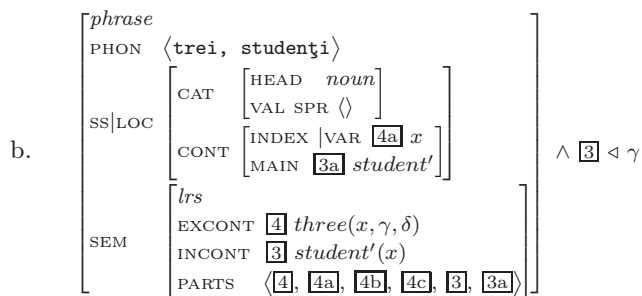 phrase
PHON ⟨trei, studenţi⟩
b. SS|LOC CAT HEAD noun
VAL SPR ⟨⟩
CONT INDEX |VAR 4a x
MAIN 3a student′
∧ 3 ◁ γ
SEM lrs
EXCONT 4 three(x, γ, δ)
INCONT 3 student′(x)
PARTS ⟨4, 4a, 4b, 4c, 3, 3a⟩